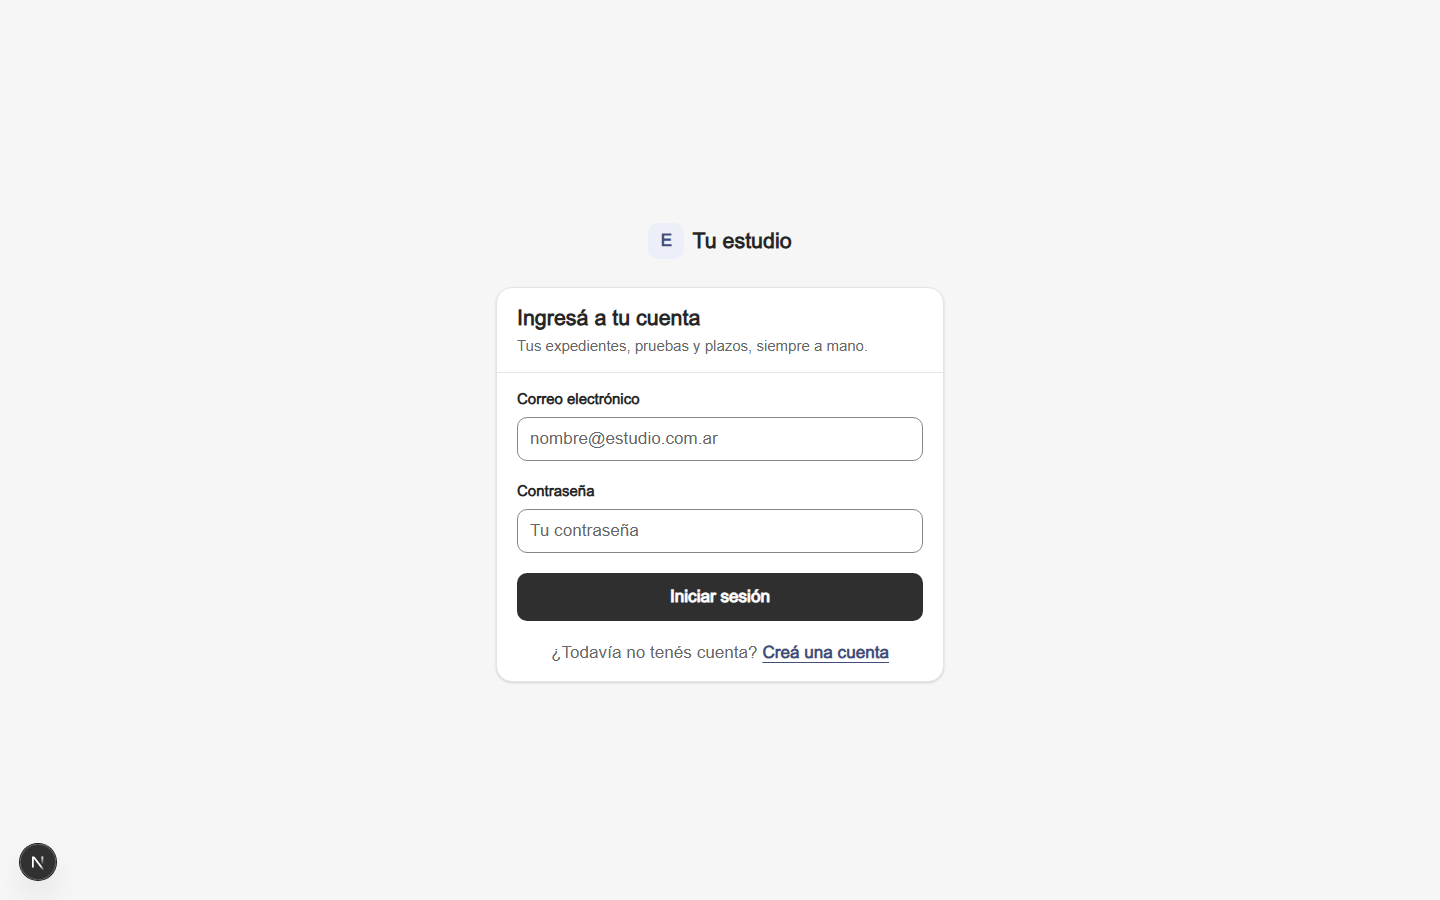 E Tu estudio
Ingresá a tu cuenta
Tus expedientes, pruebas y plazos, siempre a mano.
Correo electrónico
nombre@estudio.com.ar
Contraseña
Tu contraseña
Iniciar sesión
¿Todavía no tenés cuenta? Creá una cuenta
N